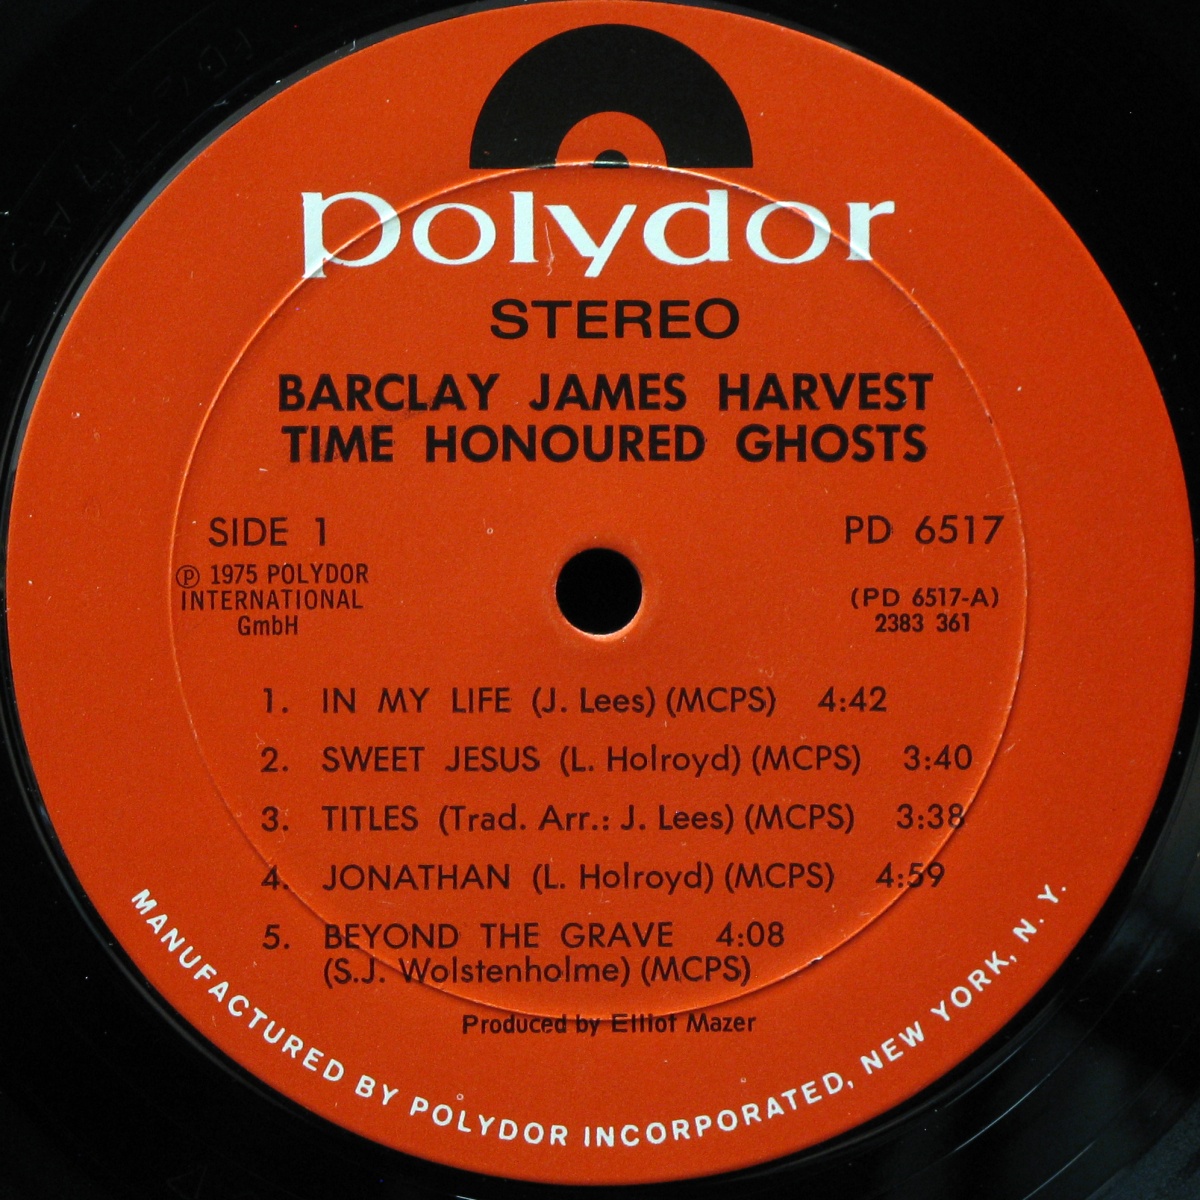 polydor
STEREO
BARCLAY JAMES HARVEST
TIME HONOURED GHOSTS
SIDE 1
PD 6517
℗ 1975 POLYDOR
INTERNATIONAL
GmbH
(PD 6517-A)
2383 361
1. IN MY LIFE (J. Lees) (MCPS) 4:42
2. SWEET JESUS (L. Holroyd) (MCPS) 3:40
3. TITLES (Trad. Arr.: J. Lees) (MCPS) 3:38
4. JONATHAN (L. Holroyd) (MCPS) 4:59
5. BEYOND THE GRAVE 4:08
(S.J. Wolstenholme) (MCPS)
Produced by Elliot Mazer
MANUFACTURED BY POLYDOR INCORPORATED, NEW YORK, N. Y.